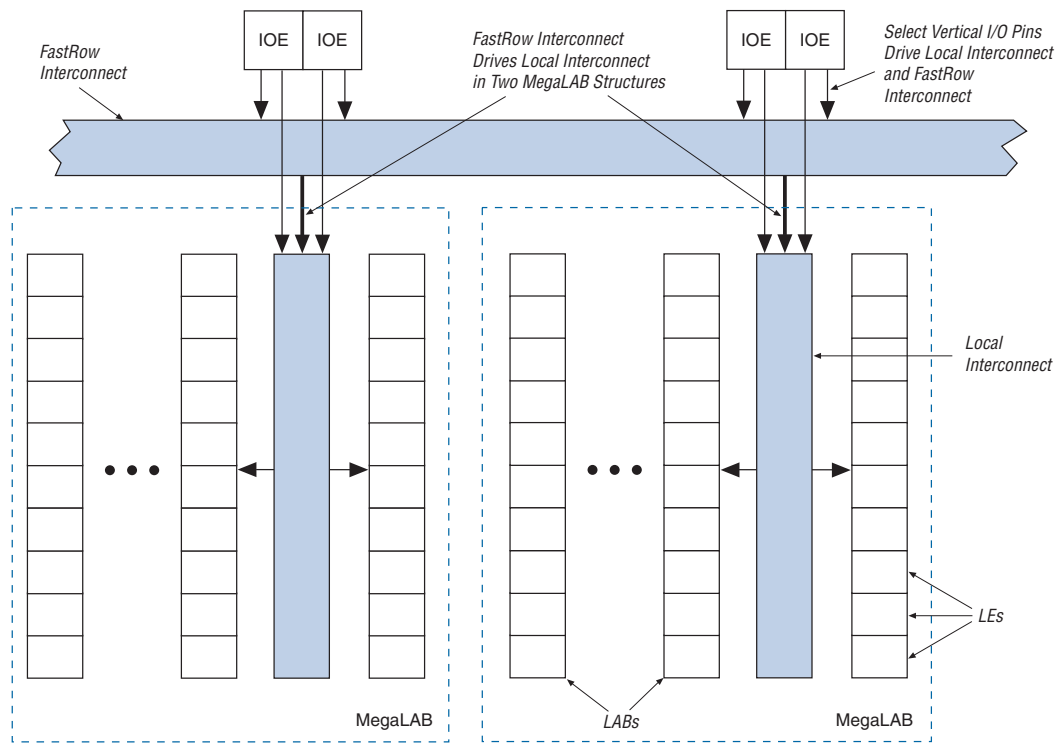 FastRow
Interconnect
IOE IOE
FastRow Interconnect
Drives Local Interconnect
in Two MegaLAB Structures
IOE IOE
Select Vertical I/O Pins
Drive Local Interconnect
and FastRow
Interconnect
Local
Interconnect
LEs
LABs
MegaLAB
MegaLAB